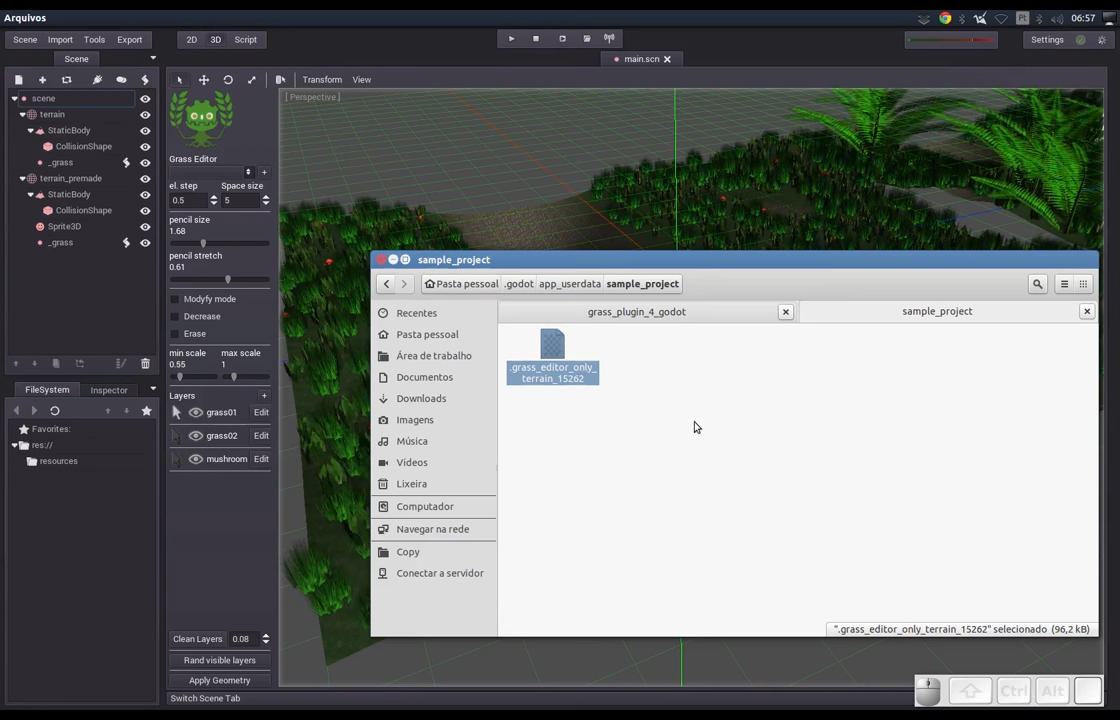 Arquivos
Pt
06:57
Scene Import Tools Export
2D 3D Script
Settings
Scene
main.scn
Transform View
scene
terrain
StaticBody
CollisionShape
_grass
terrain_premade
StaticBody
CollisionShape
Sprite3D
_grass
FileSystem Inspector
Favorites:
res://
resources
Grass Editor
el. step Space size
0.5 5
pencil size
1.68
pencil stretch
0.61
Modyfy mode
Decrease
Erase
min scale max scale
0.55 1
Layers
grass01 Edit
grass02 Edit
mushroom Edit
Clean Layers 0.08
Rand visible layers
Apply Geometry
Switch Scene Tab
[ Perspective ]
sample_project
Pasta pessoal .godot app_userdata sample_project
grass_plugin_4_godot sample_project
Recentes
Pasta pessoal
Área de trabalho
Documentos
Downloads
Imagens
Música
Vídeos
Lixeira
Computador
Navegar na rede
Copy
Conectar a servidor
.grass_editor_only_
terrain_15262
".grass_editor_only_terrain_15262" selecionado (96,2 kB)
Ctrl Alt